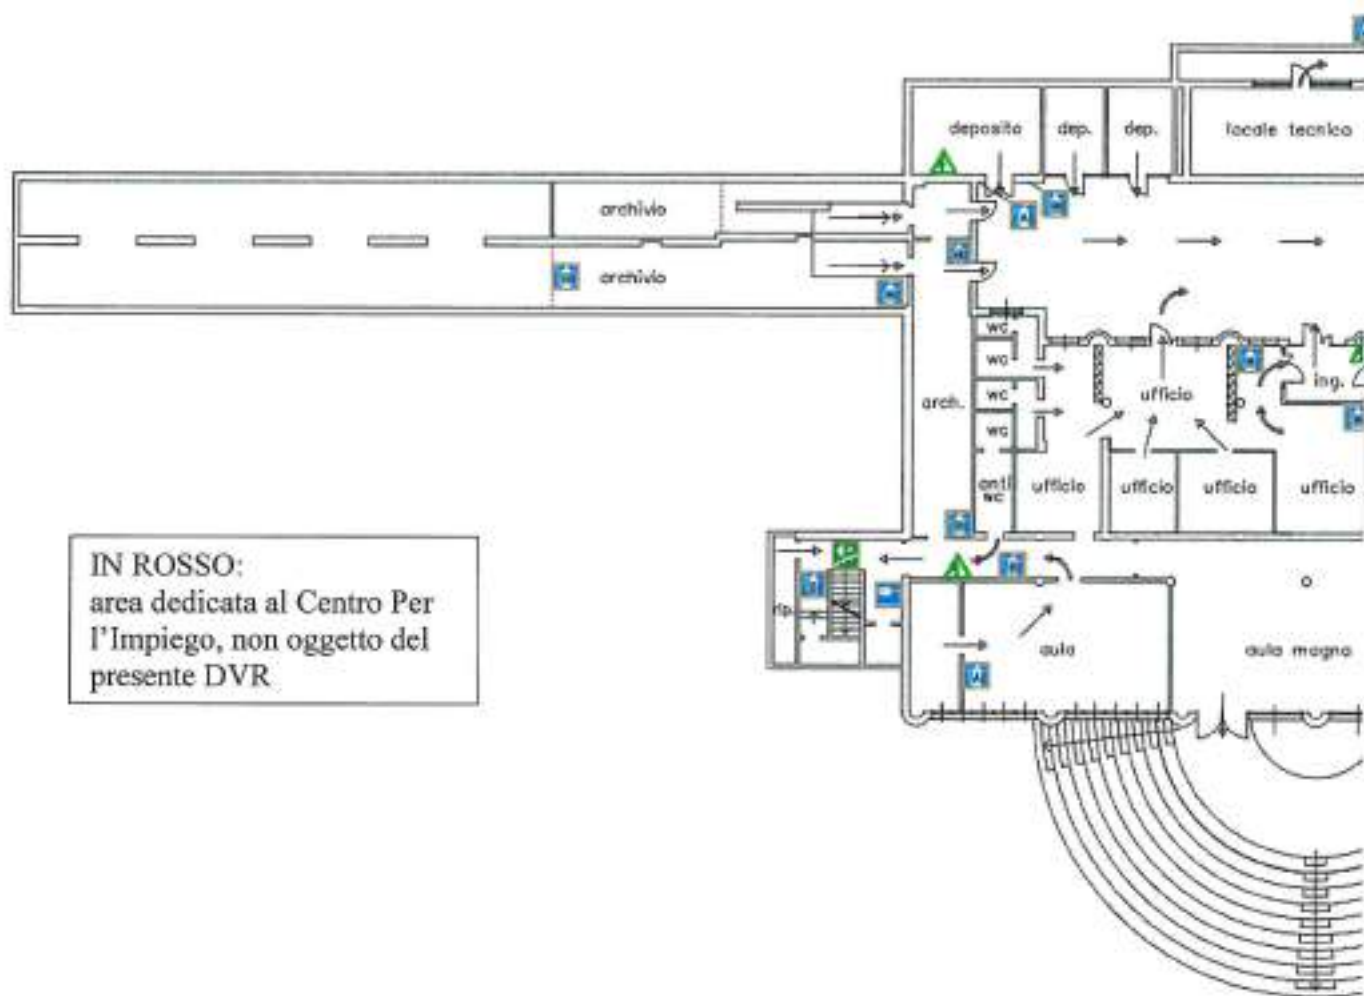 deposito
dep.
dep.
locale tecnico
archivio
archivio
wc
wc
wc
wc
arch.
ufficio
ing.
anti
wc
ufficio
ufficio
ufficio
ufficio
rip.
aula
aula magna
IN ROSSO:
area dedicata al Centro Per
l'Impiego, non oggetto del
presente DVR